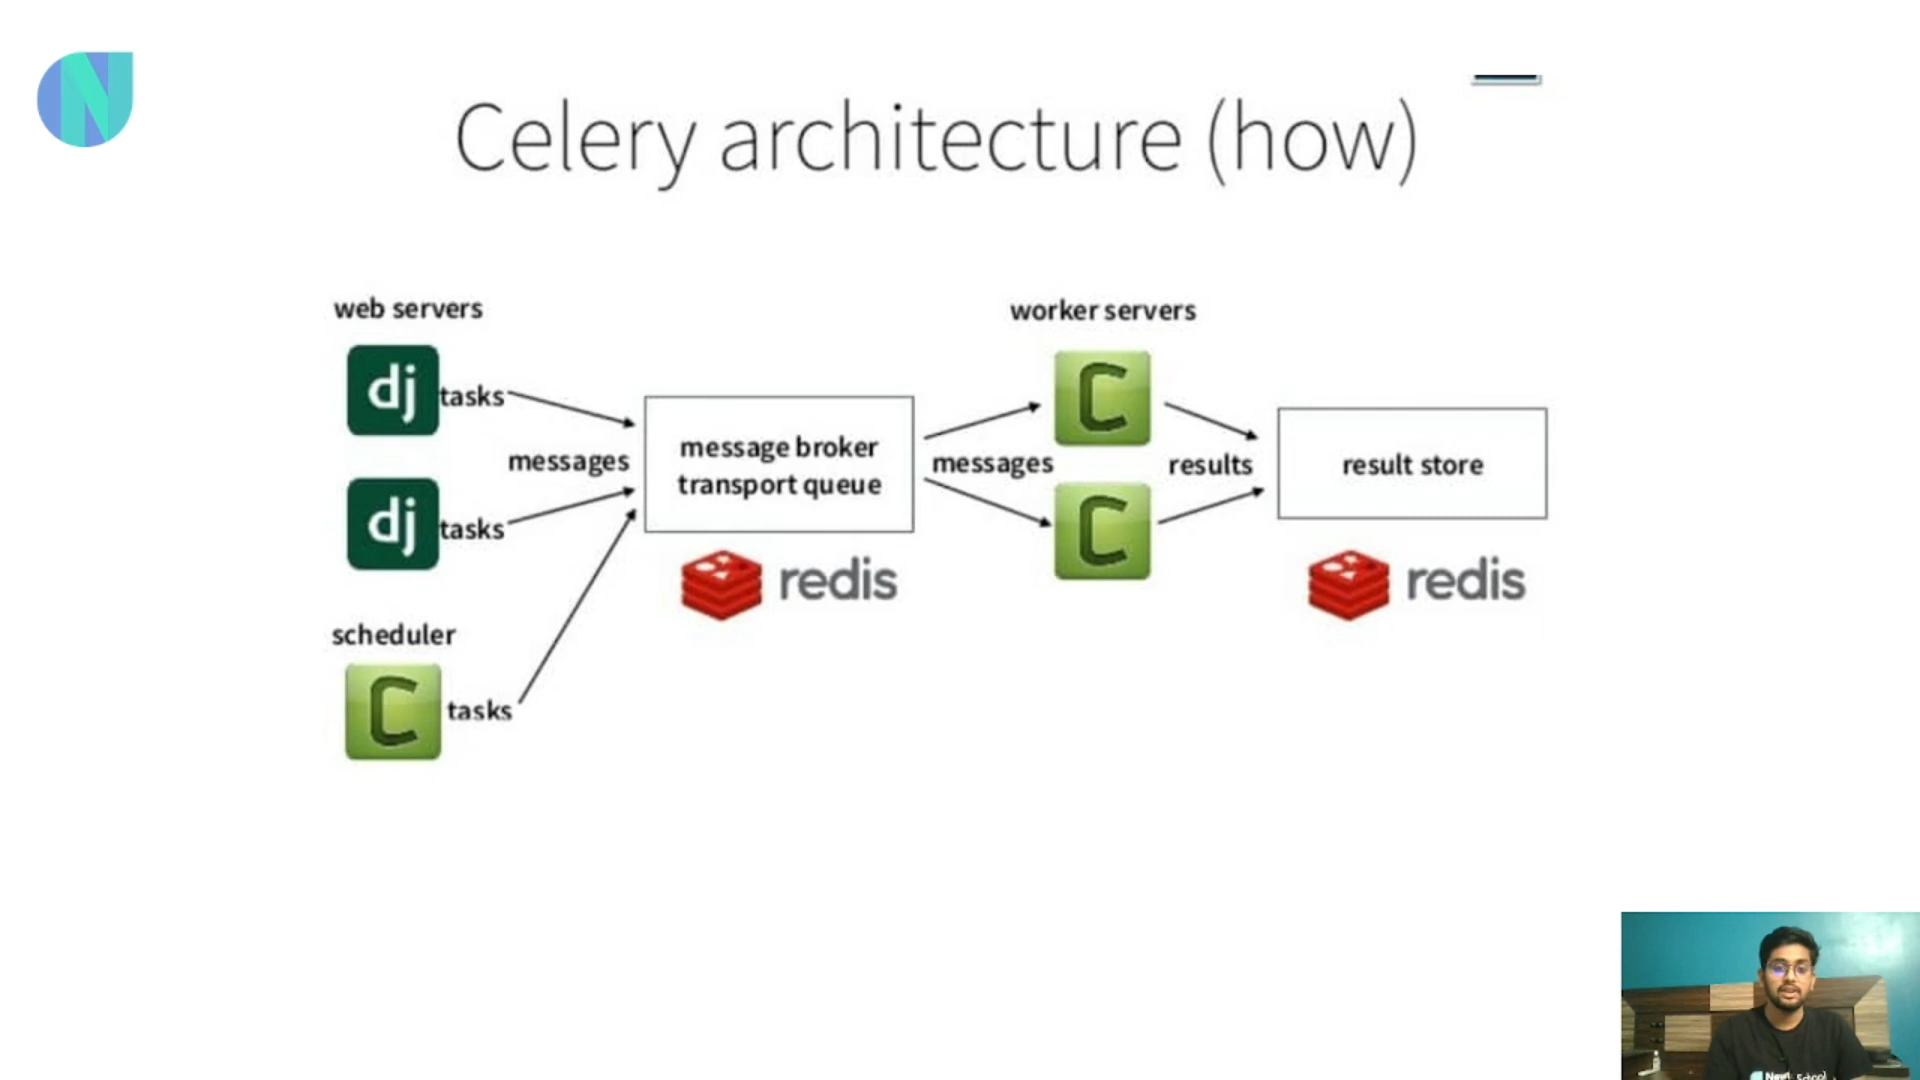 Celery architecture (how)
web servers
worker servers
dj
tasks
C
messages
message broker
transport queue
messages
results
result store
dj
tasks
C
redis
redis
scheduler
C
tasks
School